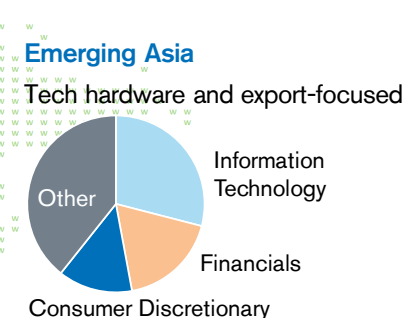 Emerging Asia
Tech hardware and export-focused
Information
Technology
Other
Financials
Consumer Discretionary